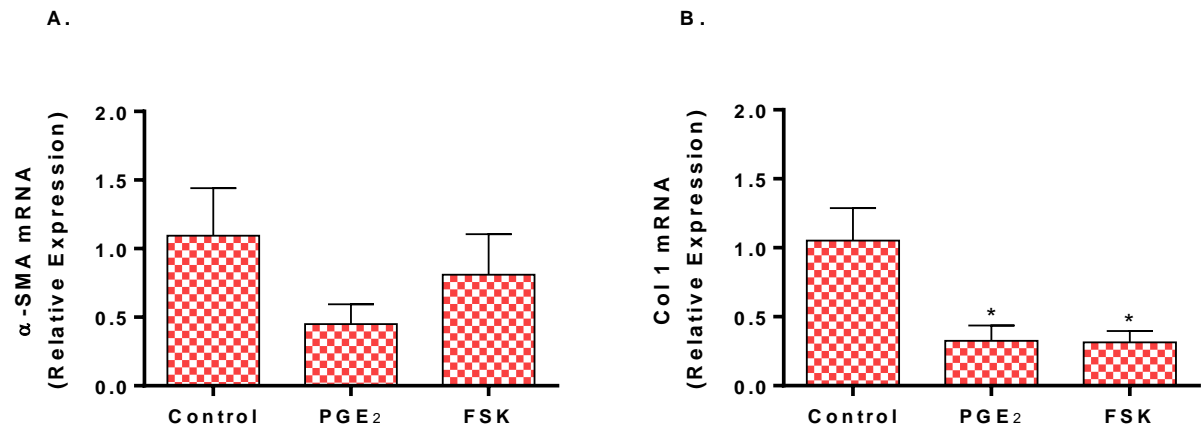 A.
α-SMA mRNA
(Relative Expression)
2.0
1.5
1.0
0.5
0.0
Control PGE2 FSK
B.
Col 1 mRNA
(Relative Expression)
2.0
1.5
1.0
0.5
0.0
* *
Control PGE2 FSK